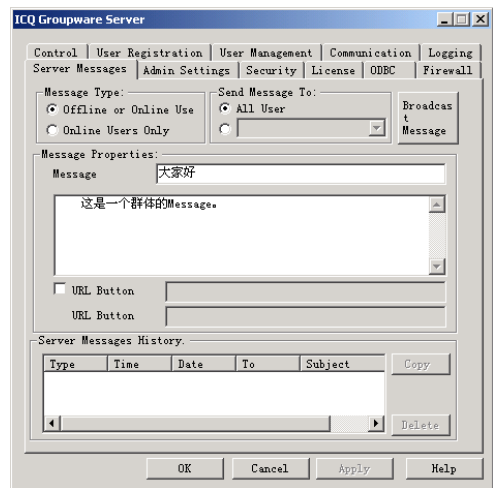 ICQ Groupware Server
Control User Registration User Management Communication Logging
Server Messages Admin Settings Security License ODBC Firewall
Message Type: Send Message To:
Offline or Online Use All User Broadcas
t
Online Users Only Message
Message Properties:
Message 大家好
这是一个群体的Message。
URL Button
URL Button
Server Messages History.
Type Time Date To Subject Copy
Delete
OK Cancel Apply Help